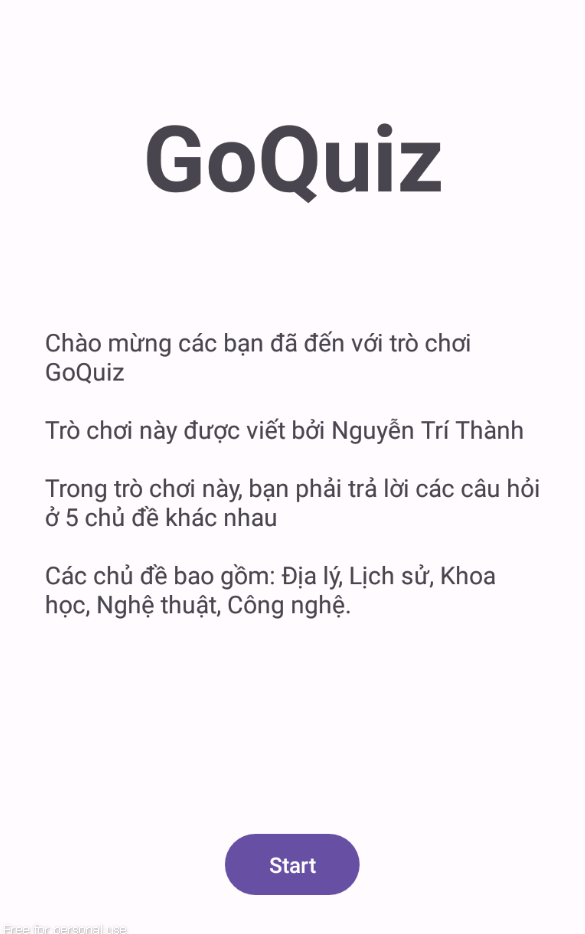 GoQuiz
Chào mừng các bạn đã đến với trò chơi
GoQuiz
Trò chơi này được viết bởi Nguyễn Trí Thành
Trong trò chơi này, bạn phải trả lời các câu hỏi
ở 5 chủ đề khác nhau
Các chủ đề bao gồm: Địa lý, Lịch sử, Khoa
học, Nghệ thuật, Công nghệ.
Start
Free for personal use